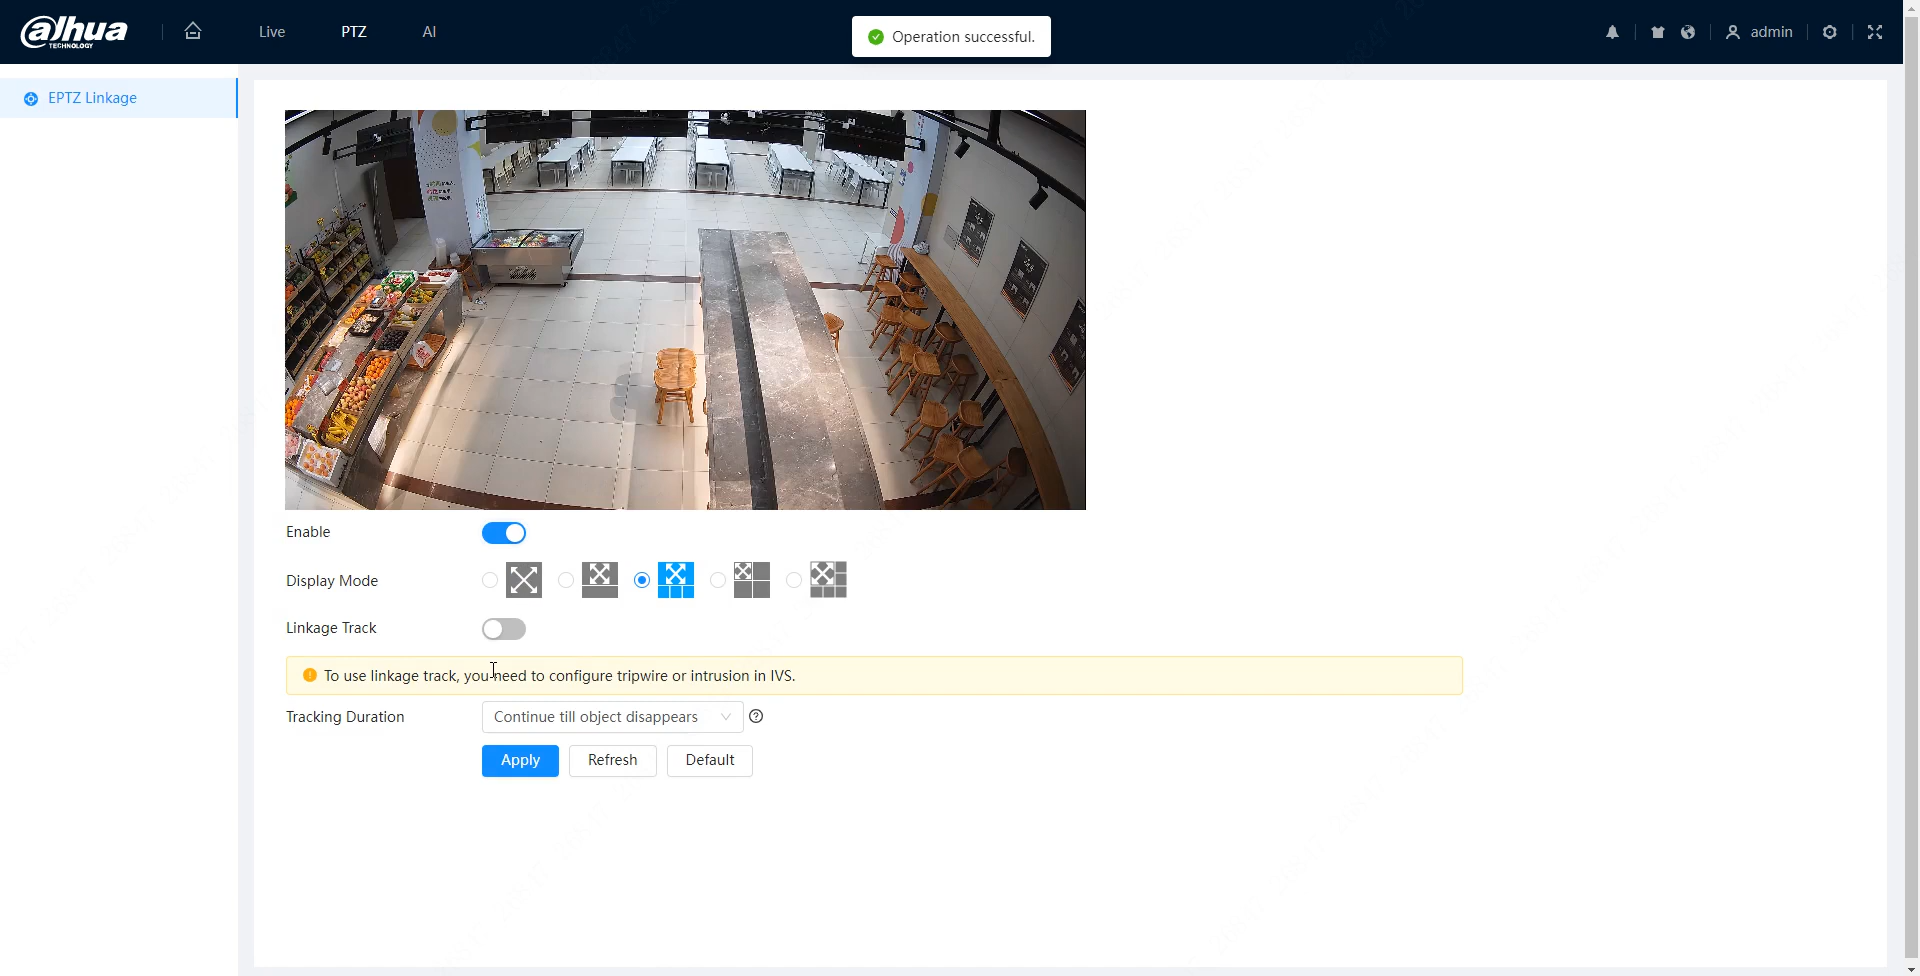 alhua
TECHNOLOGY
Live
PTZ
AI
Operation successful.
admin
EPTZ Linkage
Enable
Display Mode
Linkage Track
To use linkage track, you need to configure tripwire or intrusion in IVS.
Tracking Duration
Continue till object disappears
Apply
Refresh
Default